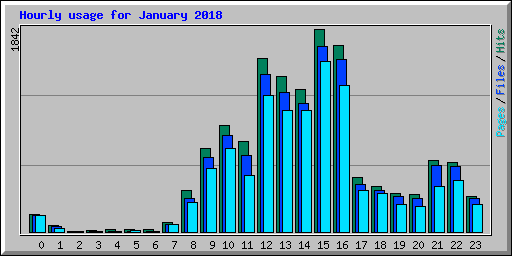 Hourly usage for January 2018
1842
Pages / Files / Hits
0 1 2 3 4 5 6 7 8 9 10 11 12 13 14 15 16 17 18 19 20 21 22 23